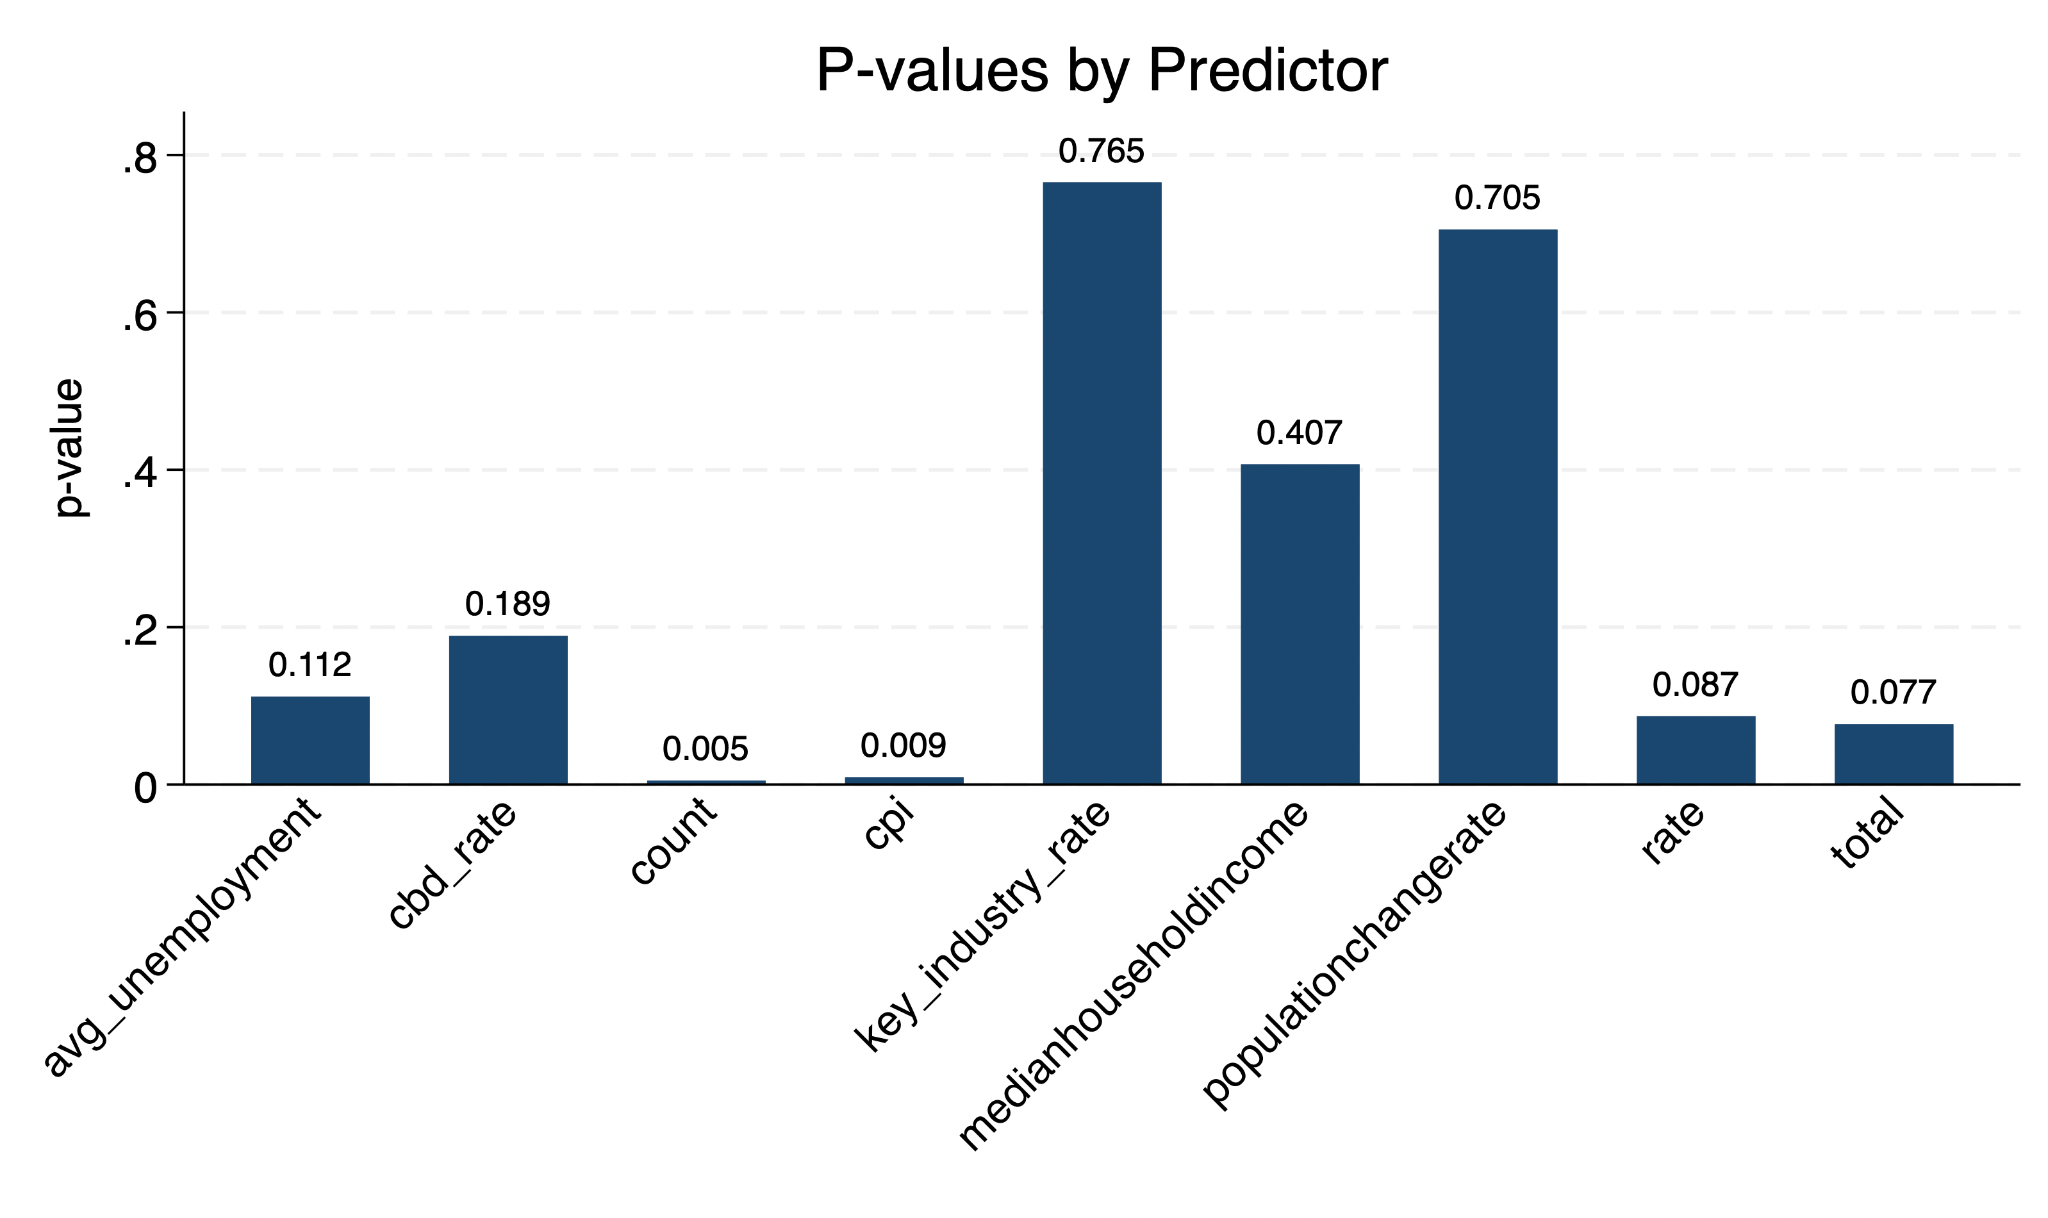 P-values by Predictor
p-value
.8
.6
.4
.2
0
0.112
0.189
0.005
0.009
0.765
0.407
0.705
0.087
0.077
avg_unemployment
cbd_rate
count
cpi
key_industry_rate
medianhouseholdincome
populationchangerate
rate
total